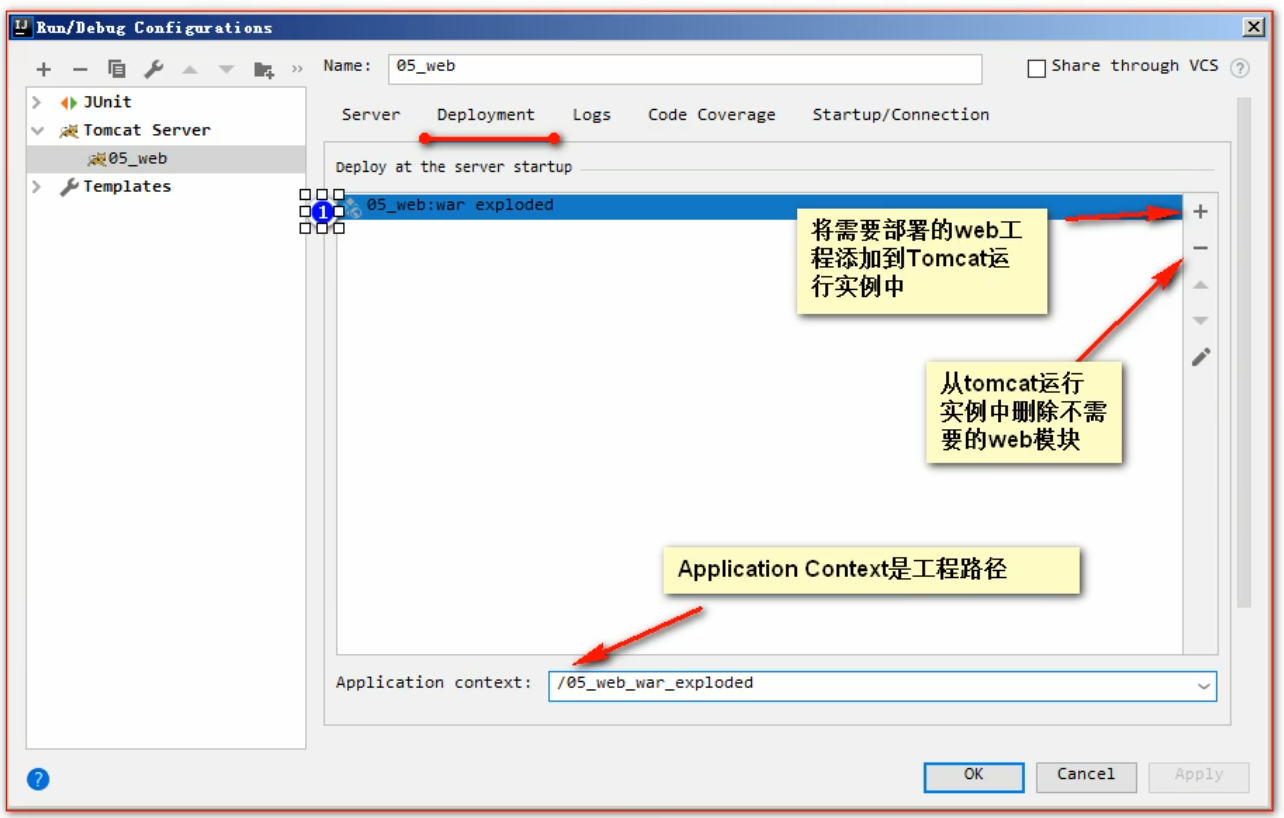 Run/Debug Configurations
Name: 05_web
Share through VCS ?
JUnit
Tomcat Server
05_web
Templates
Server Deployment Logs Code Coverage Startup/Connection
Deploy at the server startup
1
05_web:war exploded
将需要部署的web工
程添加到Tomcat运
行实例中
从tomcat运行
实例中删除不需
要的web模块
Application Context是工程路径
Application context: /05_web_war_exploded
?
OK Cancel Apply